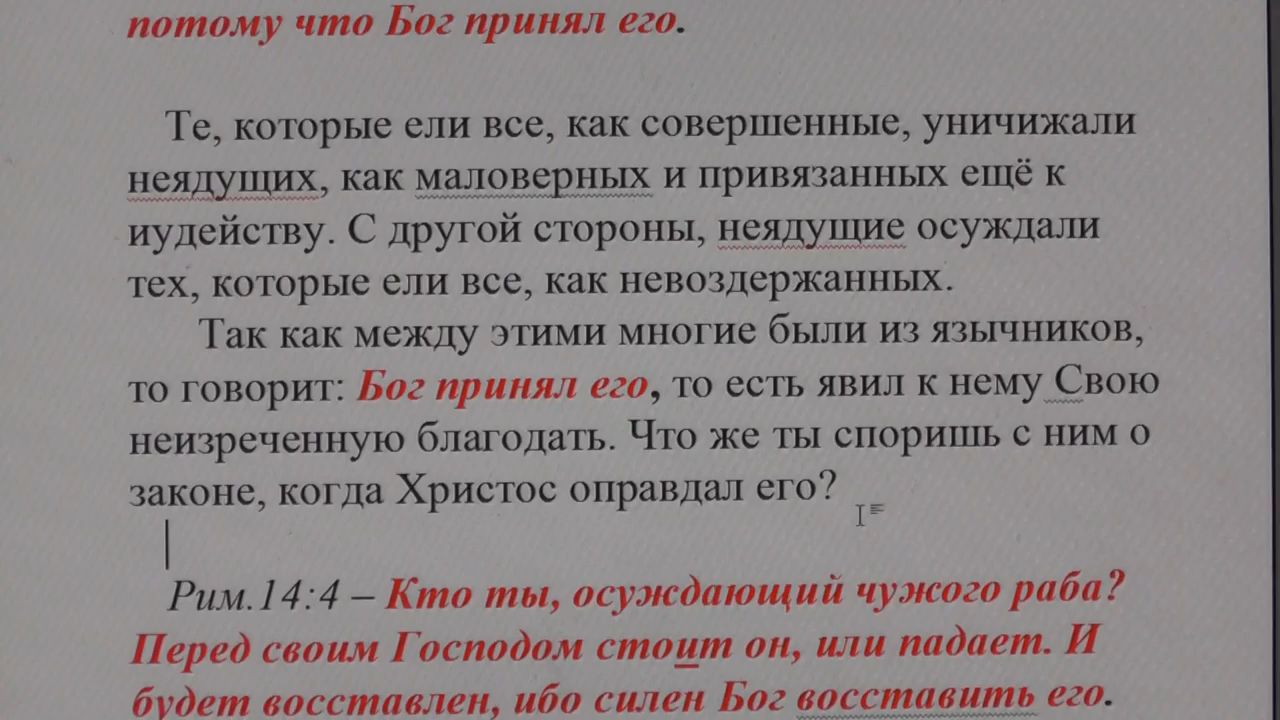 потому что Бог принял его.
Те, которые ели все, как совершенные, уничижали
неядущих, как маловерных и привязанных ещё к
иудейству. С другой стороны, неядущие осуждали
тех, которые ели все, как невоздержанных.
Так как между этими многие были из язычников,
то говорит: Бог принял его, то есть явил к нему Свою
неизреченную благодать. Что же ты споришь с ним о
законе, когда Христос оправдал его?
Рим.14:4 – Кто ты, осуждающий чужого раба?
Перед своим Господом стоит он, или падает. И
будет восставлен, ибо силен Бог восставить его.